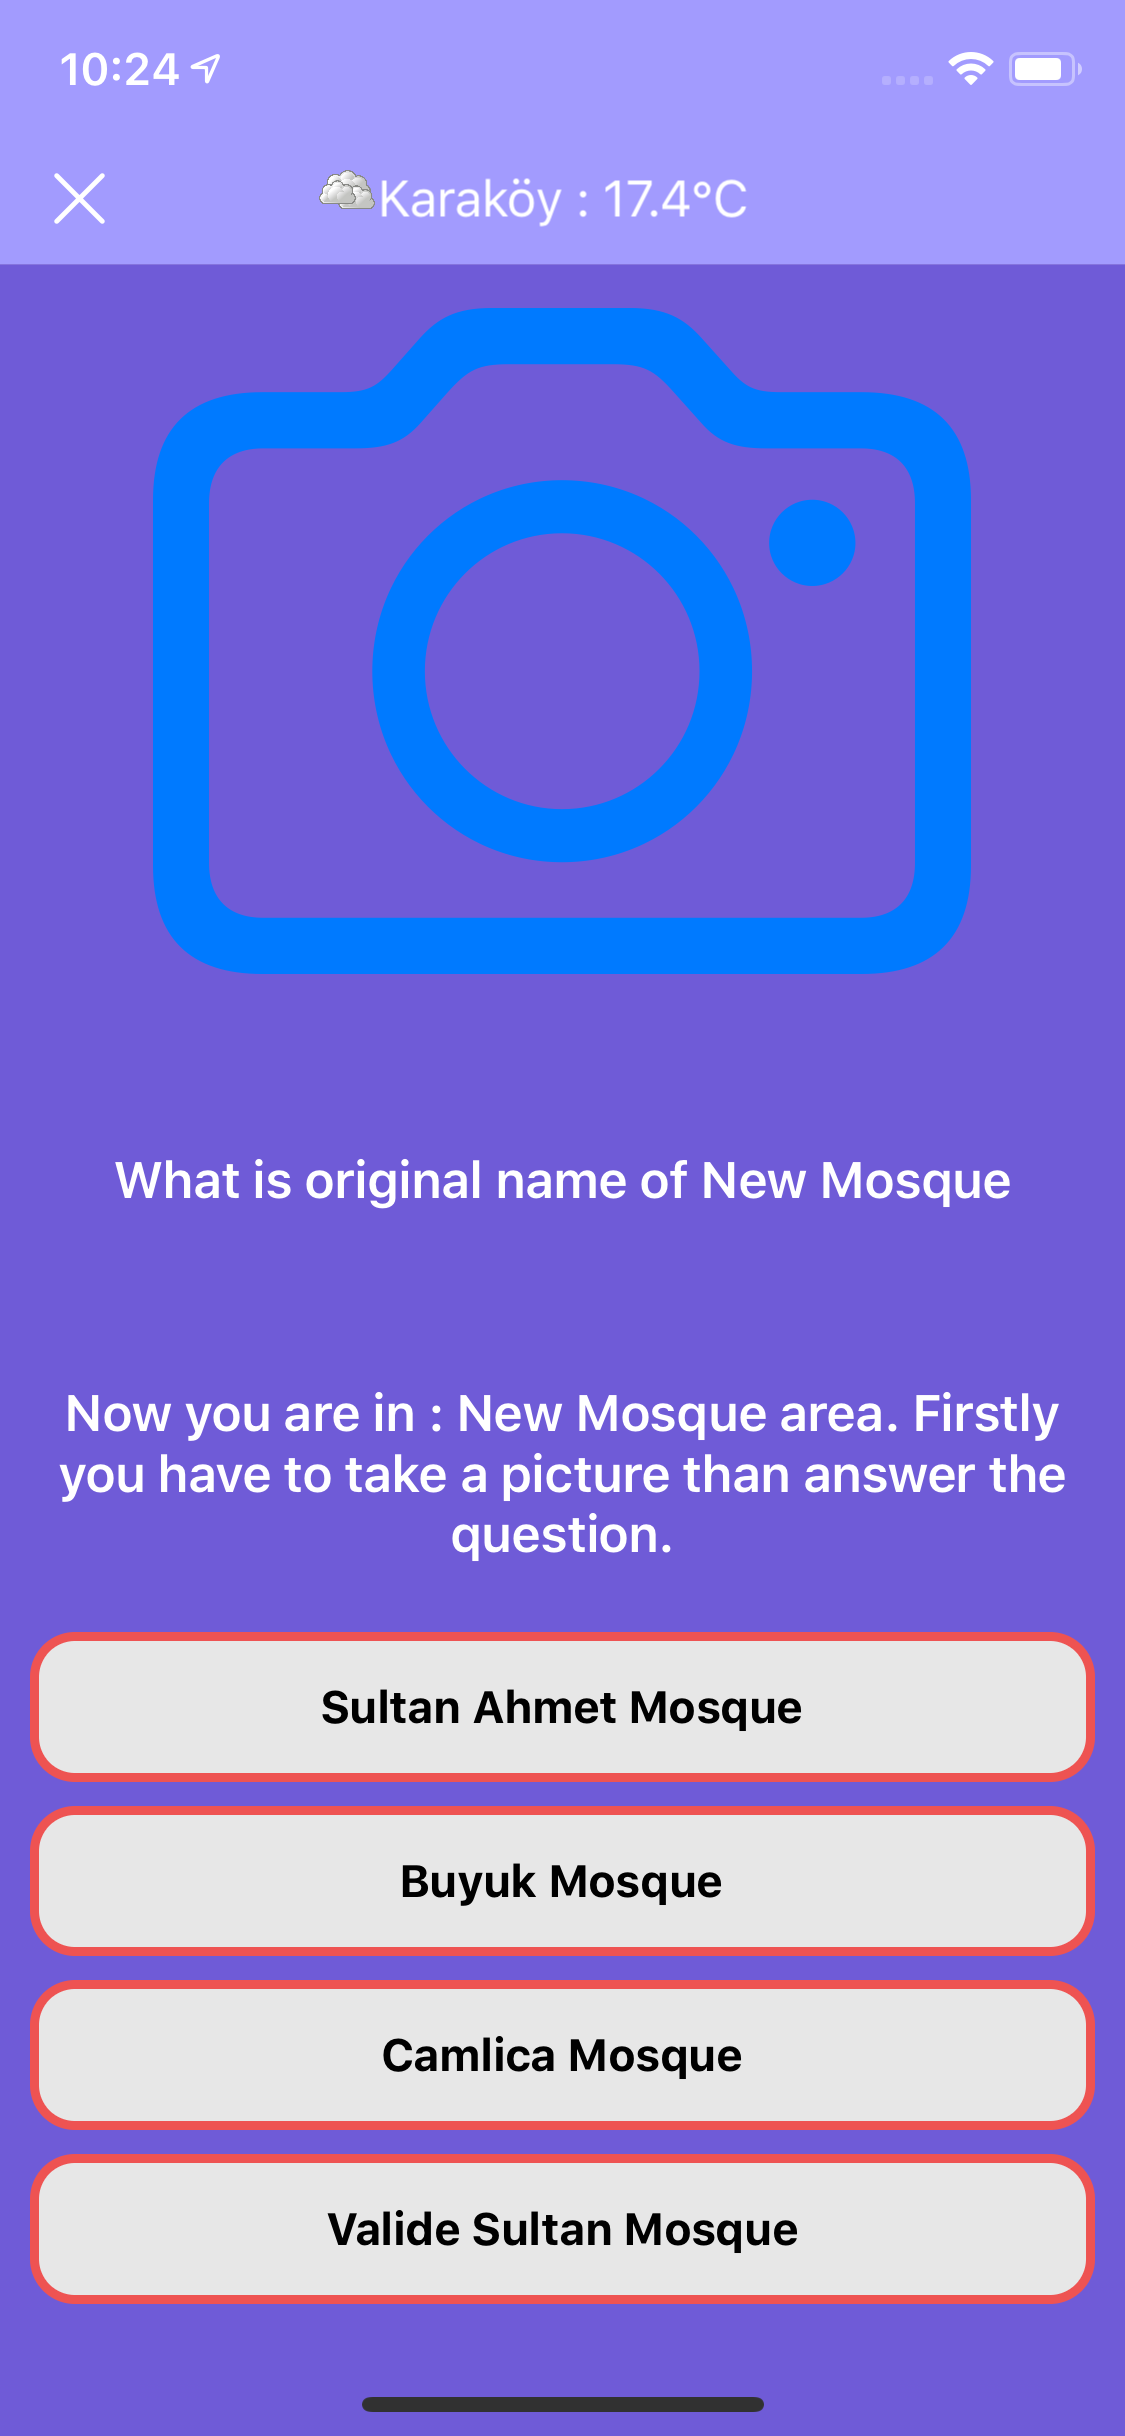 10:24
Karaköy : 17.4°C
What is original name of New Mosque
Now you are in : New Mosque area. Firstly
you have to take a picture than answer the
question.
Sultan Ahmet Mosque
Buyuk Mosque
Camlica Mosque
Valide Sultan Mosque